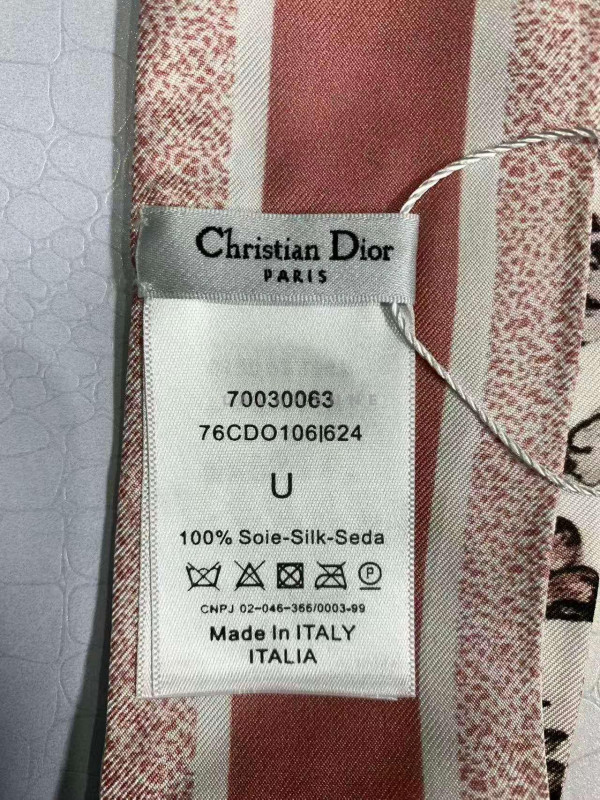 Christian Dior
PARIS
70030063
76CDO106I624
U
100% Soie-Silk-Seda
P
CNPJ 02-046-366/0003-99
Made In ITALY
ITALIA